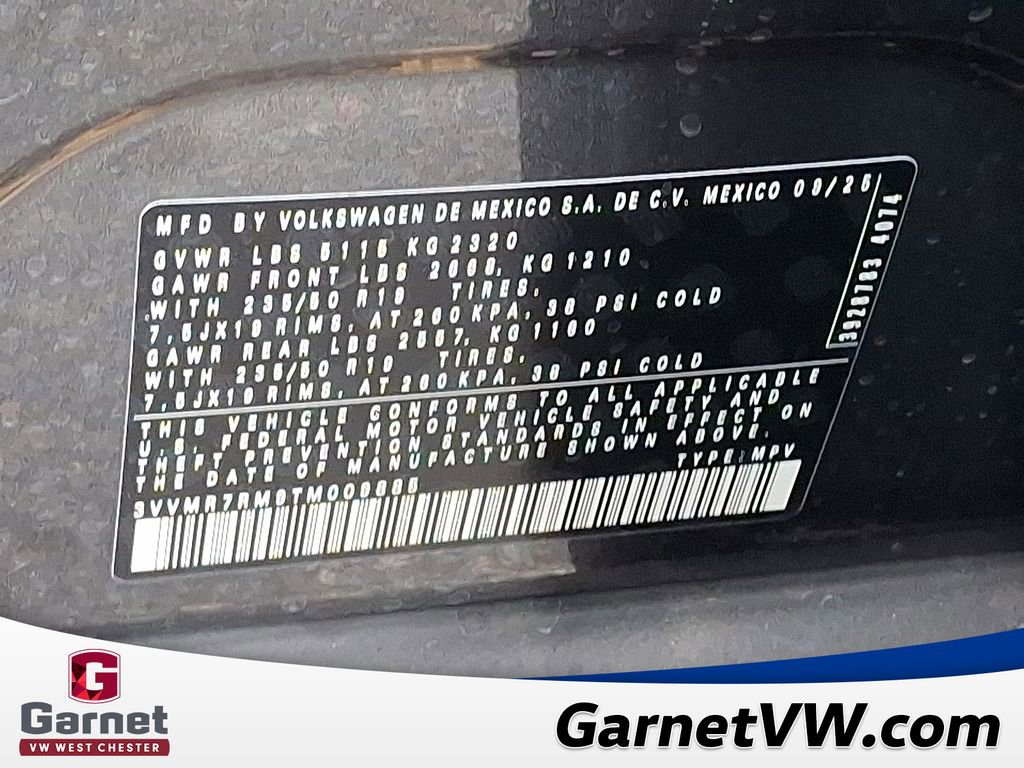 MFD BY VOLKSWAGEN DE MEXICO S.A. DE C.V. MEXICO 09/25
GVWR LBS 5115 KG 2320
GAWR FRONT LBS 2668, KG 1210
WITH 235/50 R19 TIRES,
7,5JX19 RIMS, AT 260 KPA, 38 PSI COLD
GAWR REAR LBS 2557, KG 1160
WITH 235/50 R19 TIRES,
7,5JX19 RIMS, AT 260 KPA, 38 PSI COLD
3928783 4074
THIS VEHICLE CONFORMS TO ALL APPLICABLE
U.S. FEDERAL MOTOR VEHICLE SAFETY AND
THEFT PREVENTION STANDARDS IN EFFECT ON
THE DATE OF MANUFACTURE SHOWN ABOVE.
TYPE: MPV
G
Garnet
VW WEST CHESTER
GarnetVW.com